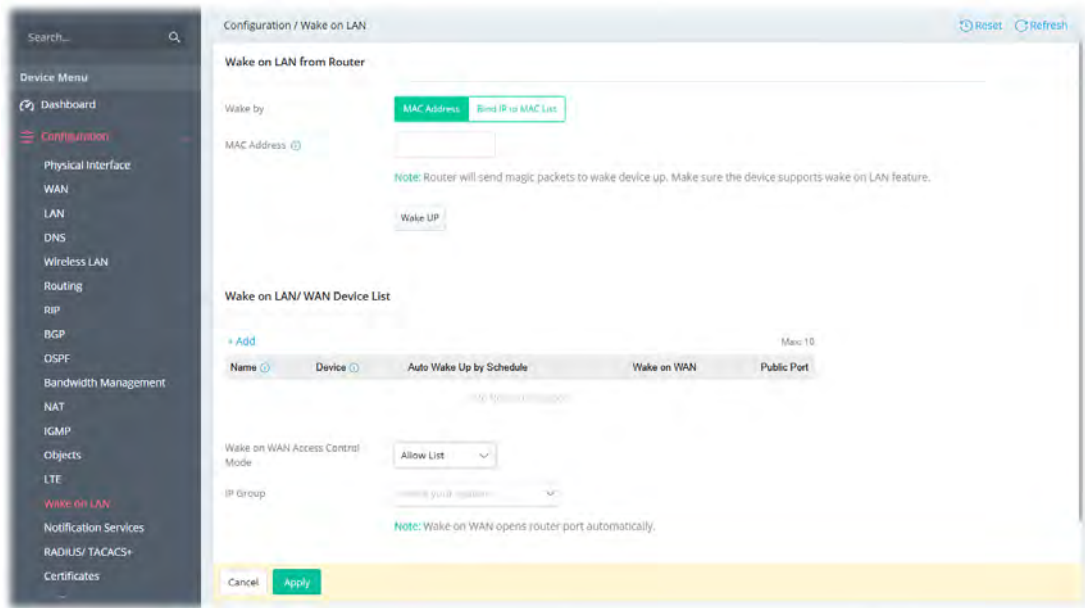 Search...
Device Menu
Dashboard
Configuration
Physical Interface
WAN
LAN
DNS
Wireless LAN
Routing
RIP
BGP
OSPF
Bandwidth Management
NAT
IGMP
Objects
LTE
Wake on LAN
Notification Services
RADIUS/ TACACS+
Certificates
Configuration / Wake on LAN
Reset Refresh
Wake on LAN from Router
Wake by
MAC Address Bind IP to MAC List
MAC Address
Note: Router will send magic packets to wake device up. Make sure the device supports wake on LAN feature.
Wake UP
Wake on LAN/ WAN Device List
+ Add
Max: 10
Name Device Auto Wake Up by Schedule Wake on WAN Public Port
Wake on WAN Access Control
Mode
Allow List
IP Group
Note: Wake on WAN opens router port automatically.
Cancel Apply